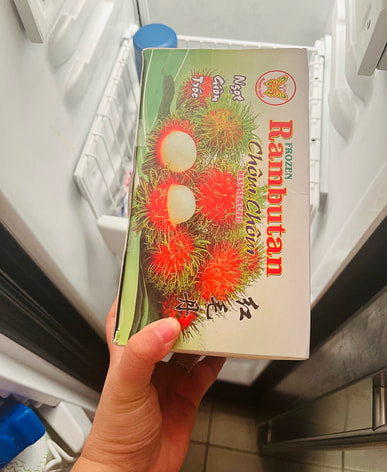 Ngọt
Giòn
Tróc
FROZEN
Rambutan
Chôm Chôm
红毛丹